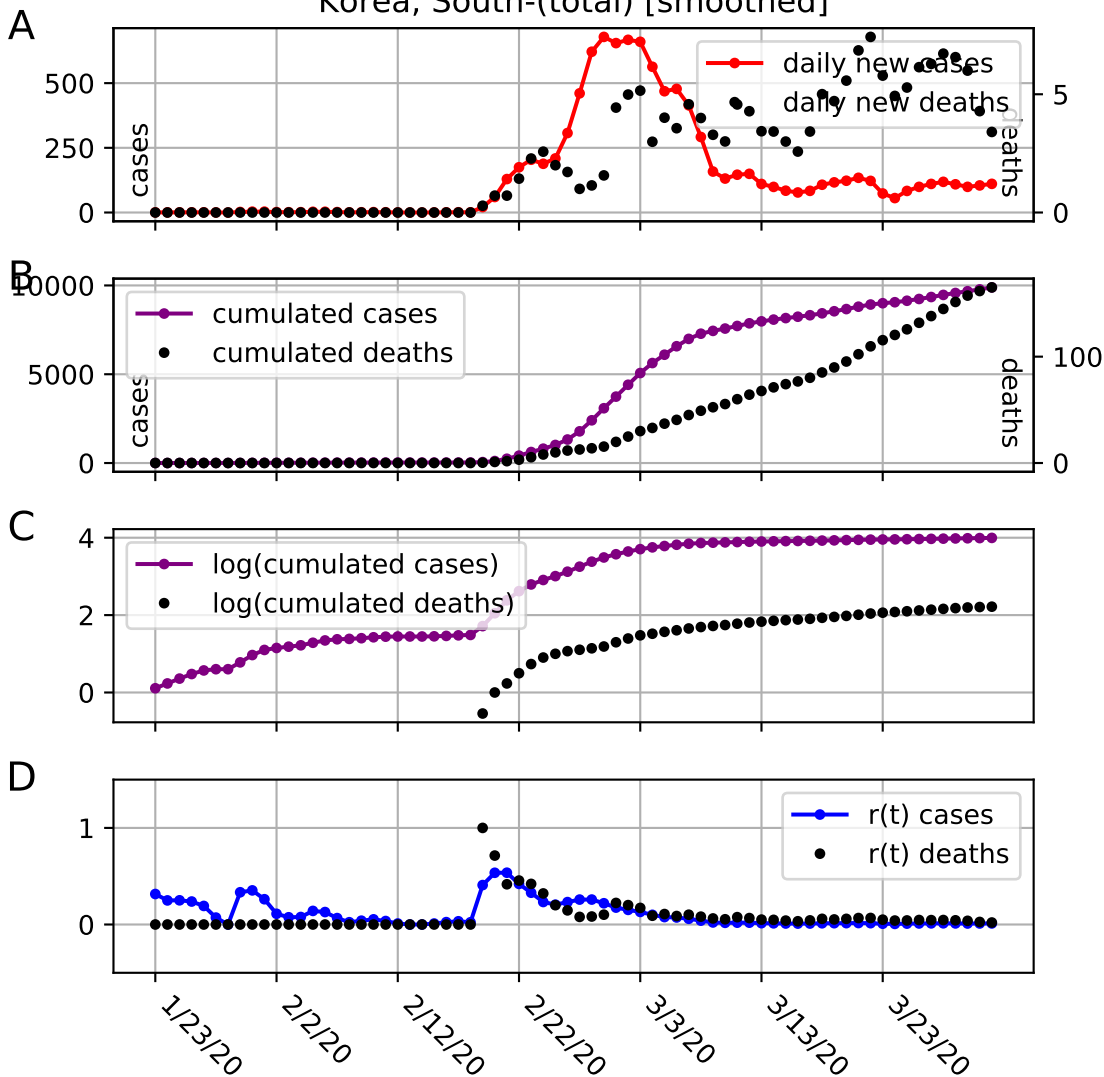 Korea, South-(total) [smoothed]
A
500
250
0
cases
daily new cases
daily new deaths
5
0
deaths
B
10000
5000
0
cases
cumulated cases
cumulated deaths
100
0
deaths
C
4
2
0
log(cumulated cases)
log(cumulated deaths)
D
1
0
r(t) cases
r(t) deaths
1/23/20
2/2/20
2/12/20
2/22/20
3/3/20
3/13/20
3/23/20